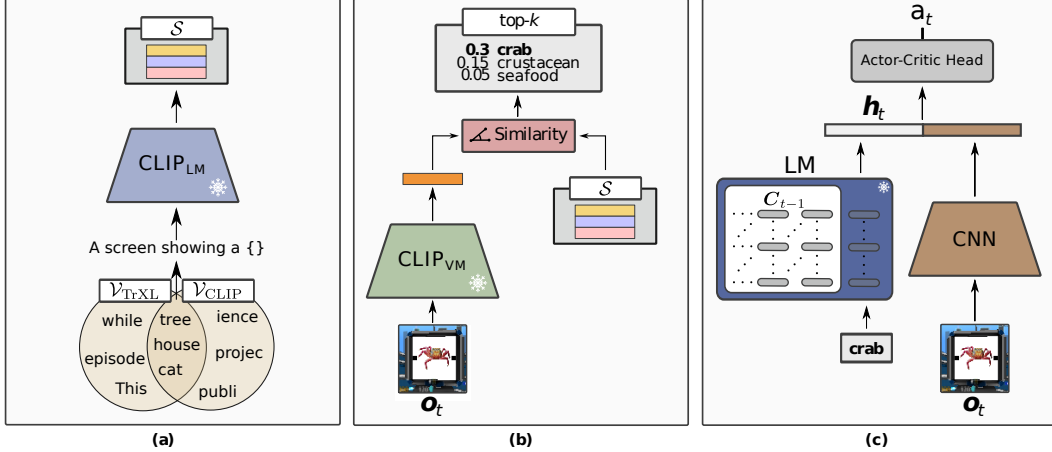 𝒮
CLIP_LM
A screen showing a {}
𝒱_TrXL
𝒱_CLIP
while
tree
ience
house
episode
projec
cat
This
publi
(a)
top-k
0.3 crab
0.15 crustacean
0.05 seafood
Similarity
𝒮
CLIP_VM
o_t
(b)
a_t
Actor-Critic Head
h_t
LM
C_{t-1}
CNN
crab
o_t
(c)